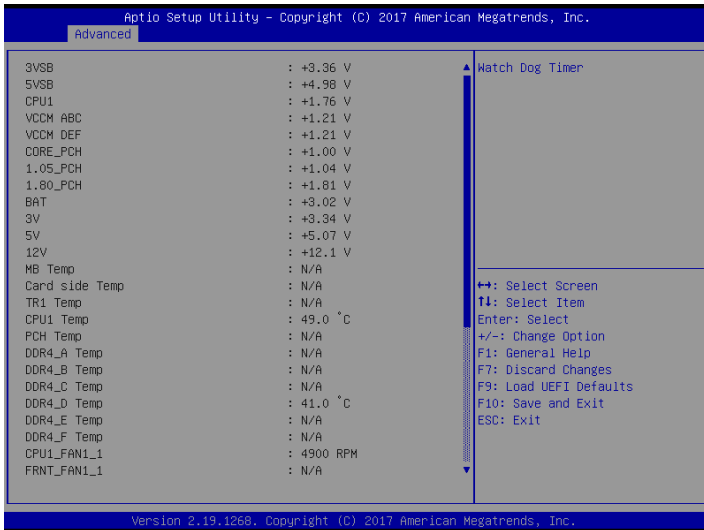 Aptio Setup Utility – Copyright (C) 2017 American Megatrends, Inc.
Advanced
3VSB : +3.36 V
5VSB : +4.98 V
CPU1 : +1.76 V
VCCM ABC : +1.21 V
VCCM DEF : +1.21 V
CORE_PCH : +1.00 V
1.05_PCH : +1.04 V
1.80_PCH : +1.81 V
BAT : +3.02 V
3V : +3.34 V
5V : +5.07 V
12V : +12.1 V
MB Temp : N/A
Card side Temp : N/A
TR1 Temp : N/A
CPU1 Temp : 49.0 °C
PCH Temp : N/A
DDR4_A Temp : N/A
DDR4_B Temp : N/A
DDR4_C Temp : N/A
DDR4_D Temp : 41.0 °C
DDR4_E Temp : N/A
DDR4_F Temp : N/A
CPU1_FAN1_1 : 4900 RPM
FRNT_FAN1_1 : N/A
Watch Dog Timer
↔: Select Screen
↑↓: Select Item
Enter: Select
+/-: Change Option
F1: General Help
F7: Discard Changes
F9: Load UEFI Defaults
F10: Save and Exit
ESC: Exit
Version 2.19.1268. Copyright (C) 2017 American Megatrends, Inc.